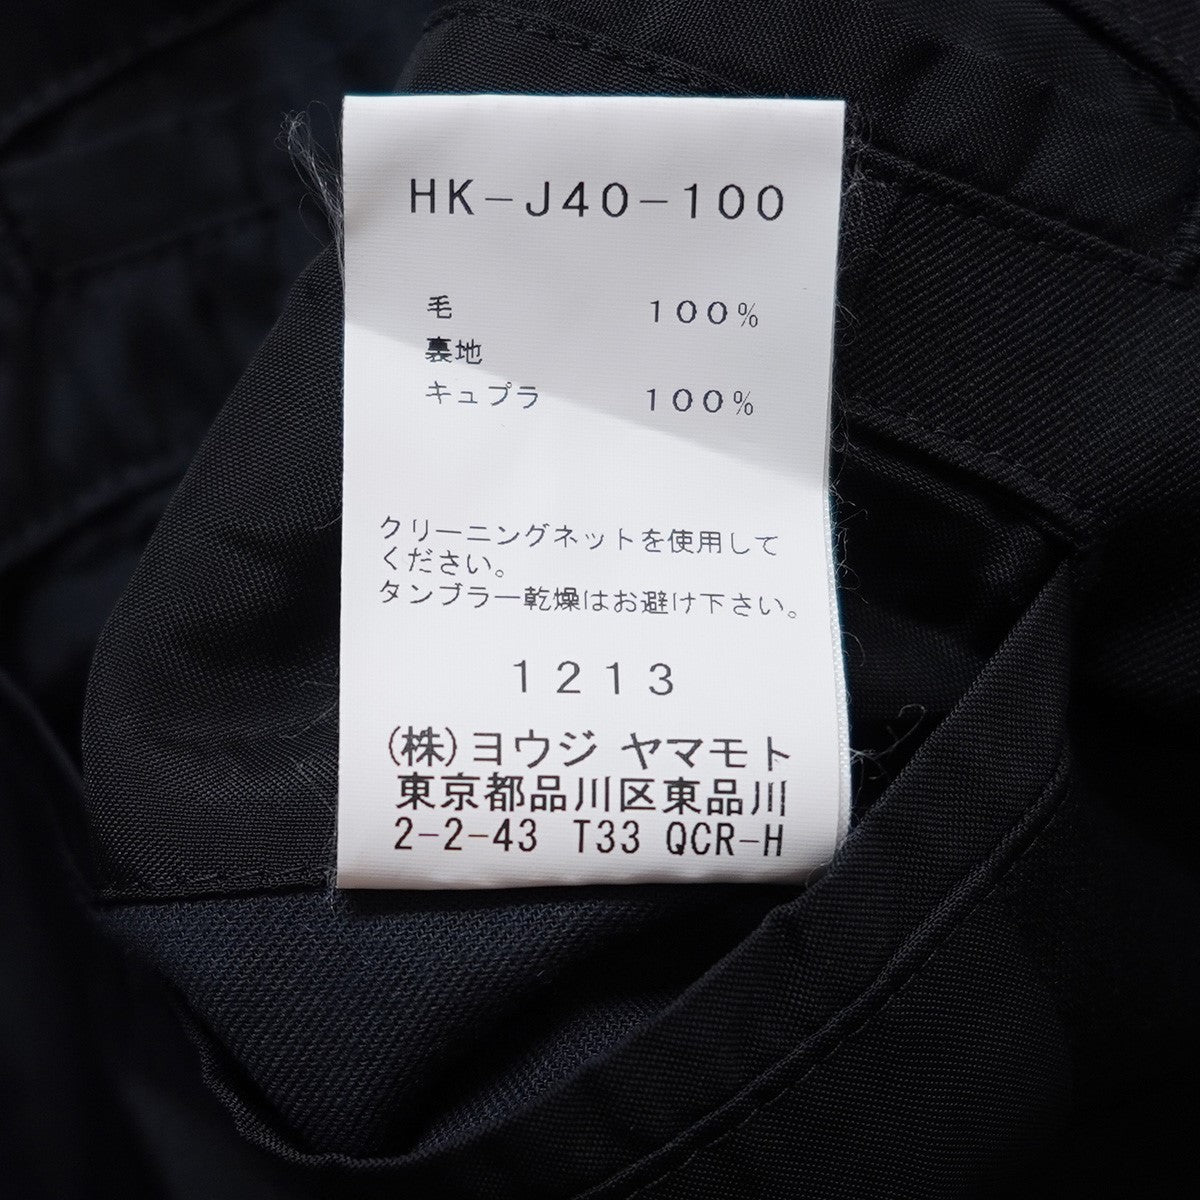 HK-J40-100
毛 100%
裏地
キュプラ 100%
クリーニングネットを使用して
ください。
タンブラー乾燥はお避け下さい。
1213
(株)ヨウジ ヤマモト
東京都品川区東品川
2-2-43 T33 QCR-H